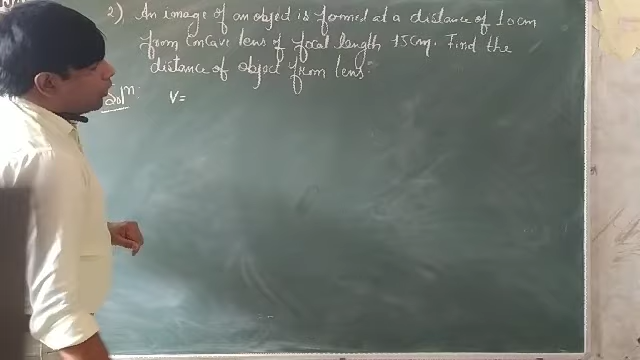 2) An image of an object is formed at a distance of 10cm
from concave lens of focal length 15cm. Find the
distance of object from lens?
Solⁿ: V=